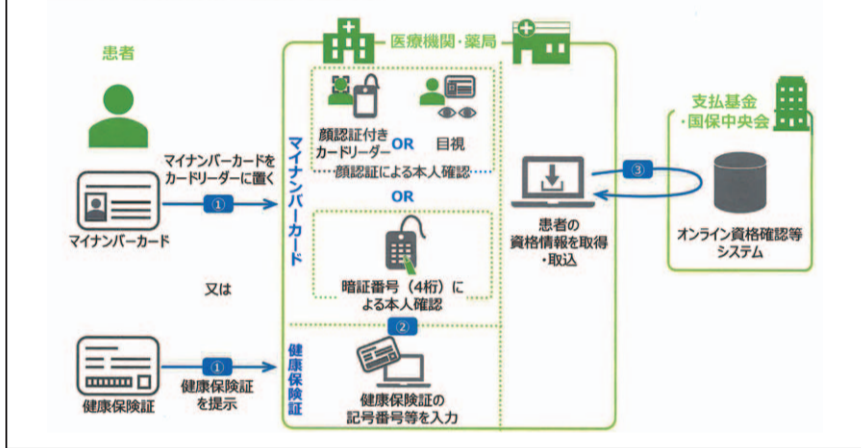 患者
医療機関・薬局
支払基金
・国保中央会
マイナンバーカードを
カードリーダーに置く
①
マイナンバーカード
又は
①
健康保険証
健康保険証
を提示
マイナンバーカード
顔認証付き
カードリーダー
OR
目視
顔認証による本人確認
OR
暗証番号(4桁)に
よる本人確認
②
健康保険証
健康保険証の
記号番号等を入力
患者の
資格情報を取得
・取込
③
オンライン資格確認等
システム